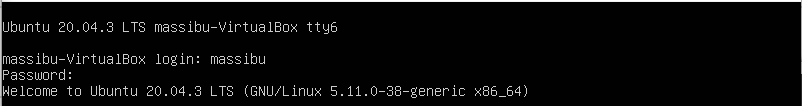 Ubuntu 20.04.3 LTS massibu-VirtualBox tty6
massibu-VirtualBox login: massibu
Password:
Welcome to Ubuntu 20.04.3 LTS (GNU/Linux 5.11.0-38-generic x86_64)